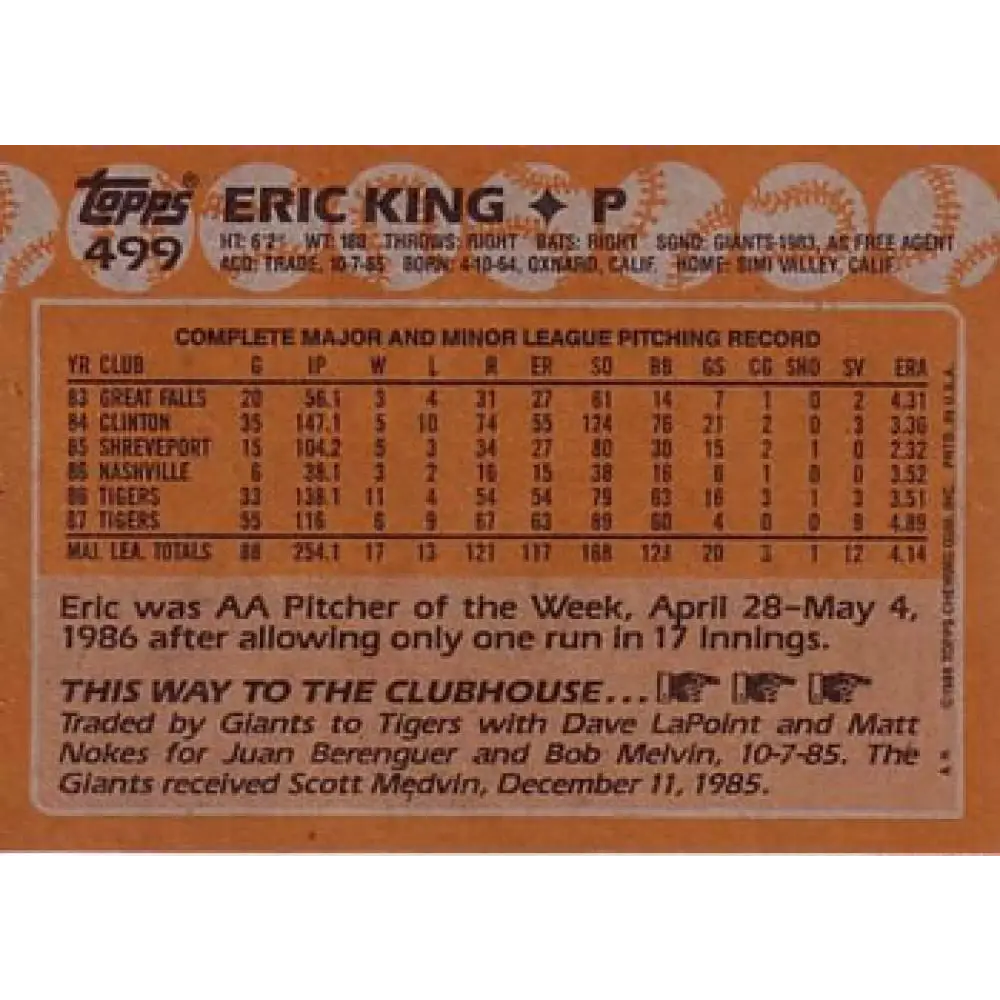 Topps®
499
ERIC KING ✦ P
HT: 6'2" WT: 180 THROWS: RIGHT BATS: RIGHT SGND: GIANTS-1983, AS FREE AGENT
ACQ: TRADE, 10-7-85 BORN: 4-10-64, OXNARD, CALIF. HOME: SIMI VALLEY, CALIF.
COMPLETE MAJOR AND MINOR LEAGUE PITCHING RECORD
YR CLUB G IP W L R ER SO BB GS CG SHO SV ERA
83 GREAT FALLS 20 56.1 3 4 31 27 61 14 7 1 0 2 4.31
84 CLINTON 35 147.1 5 10 74 55 124 76 21 2 0 3 3.36
85 SHREVEPORT 15 104.2 5 3 34 27 80 30 15 2 1 0 2.32
86 NASHVILLE 6 38.1 3 2 16 15 38 16 6 1 0 0 3.52
86 TIGERS 33 138.1 11 4 54 54 79 63 16 3 1 3 3.51
87 TIGERS 55 116 6 9 67 63 89 60 4 0 0 9 4.89
MAJ. LEA. TOTALS 88 254.1 17 13 121 117 168 123 20 3 1 12 4.14
Eric was AA Pitcher of the Week, April 28–May 4,
1986 after allowing only one run in 17 innings.
THIS WAY TO THE CLUBHOUSE...
Traded by Giants to Tigers with Dave LaPoint and Matt
Nokes for Juan Berenguer and Bob Melvin, 10-7-85. The
Giants received Scott Medvin, December 11, 1985.
©1988 TOPPS CHEWING GUM, INC. PRTD. IN U.S.A.